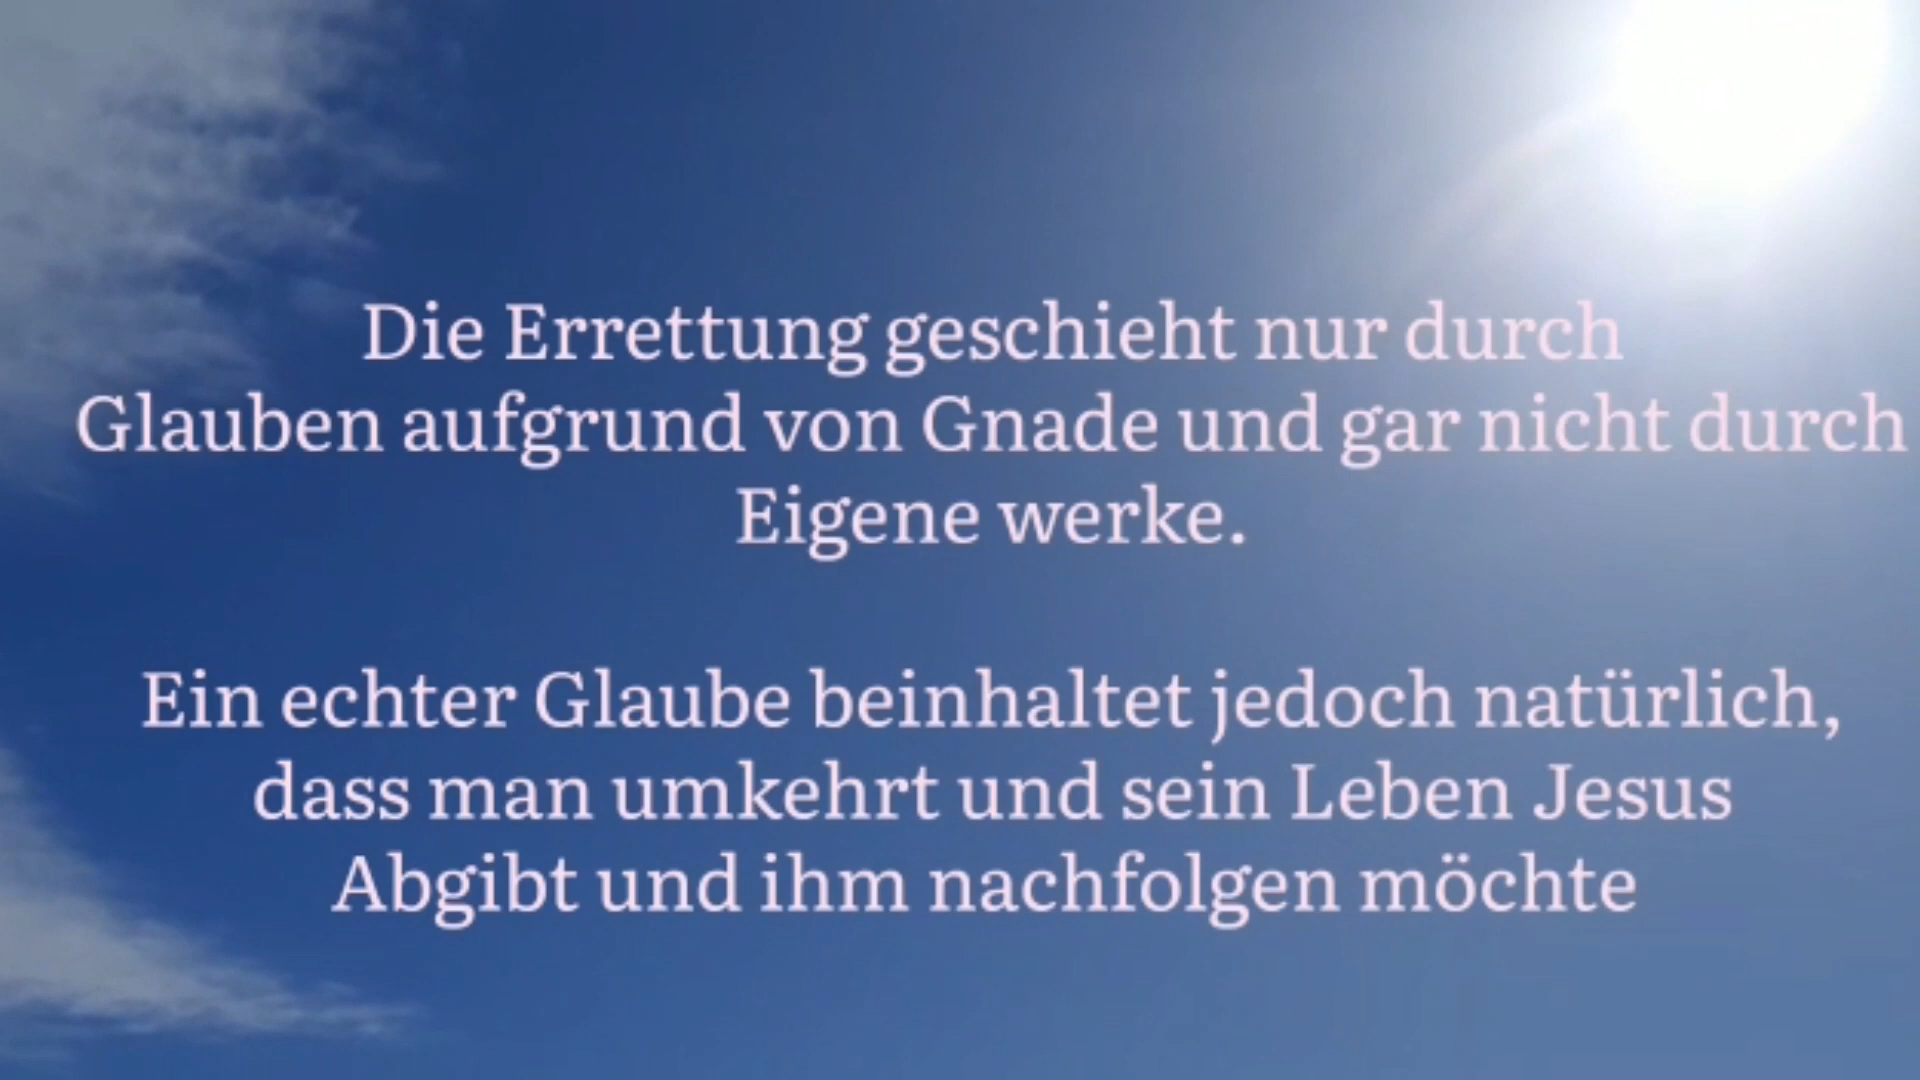 Die Errettung geschieht nur durch
Glauben aufgrund von Gnade und gar nicht durch
Eigene werke.
Ein echter Glaube beinhaltet jedoch natürlich,
dass man umkehrt und sein Leben Jesus
Abgibt und ihm nachfolgen möchte